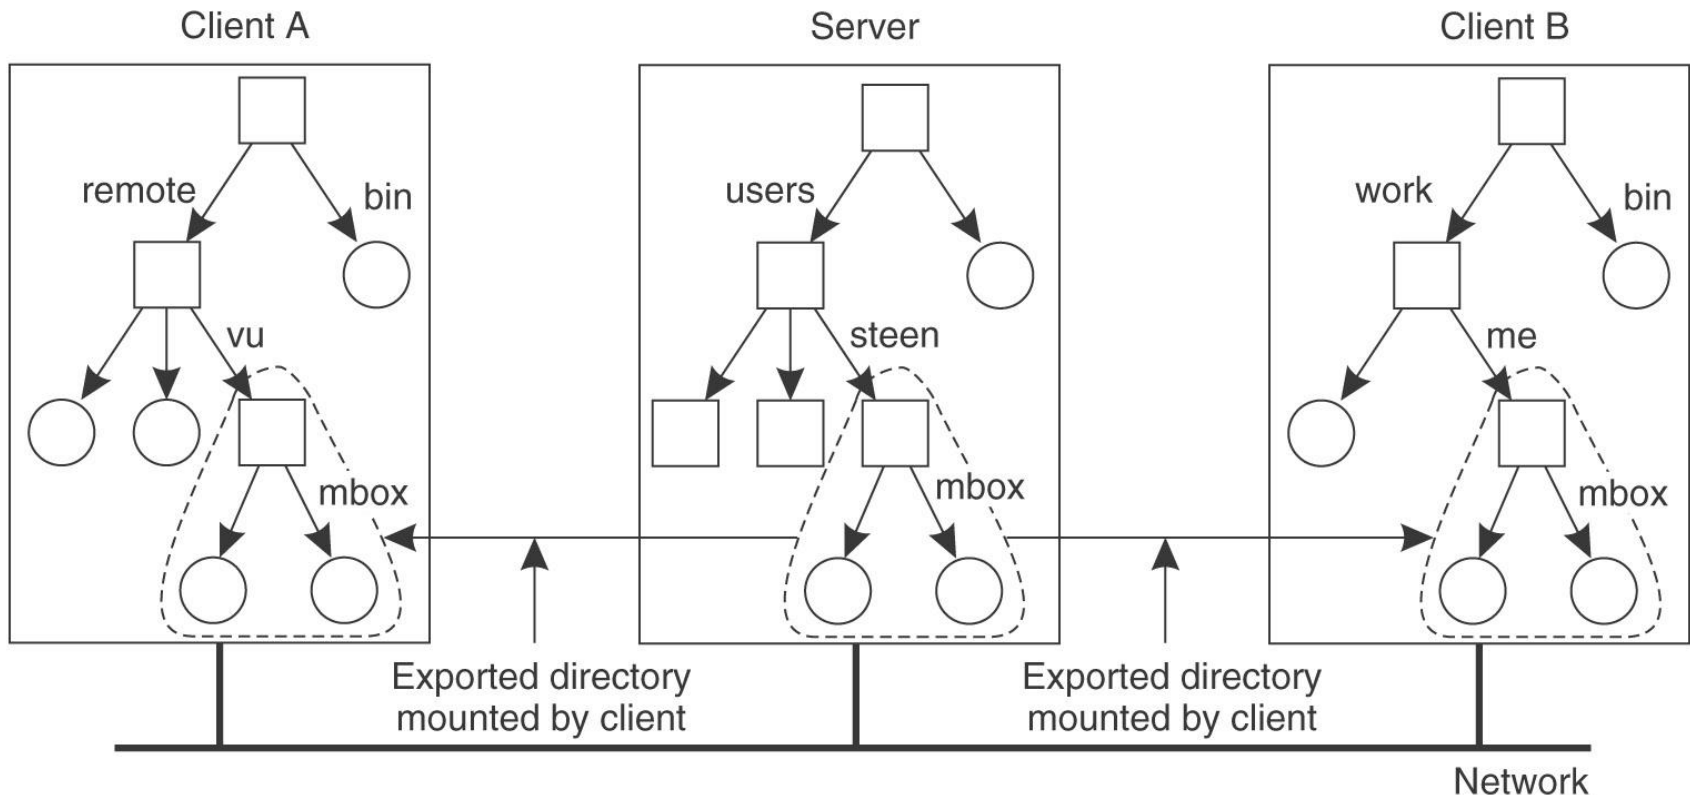 Client A
Server
Client B
remote
bin
users
work
bin
vu
steen
me
mbox
mbox
mbox
Exported directory
mounted by client
Exported directory
mounted by client
Network